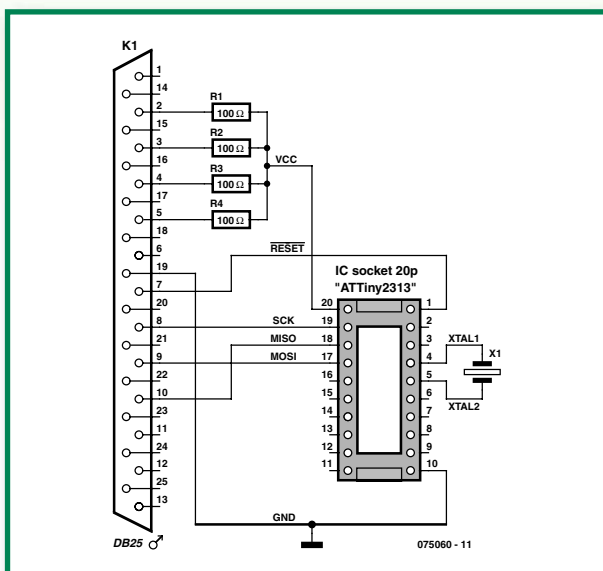 K1
1
14
2
15
3
16
4
17
5
18
6
19
7
20
8
21
9
22
10
23
11
24
12
25
13
DB25
R1
100 Ω
R2
100 Ω
R3
100 Ω
R4
100 Ω
VCC
RESET
SCK
MISO
MOSI
GND
IC socket 20p
"ATTiny2313"
20 1
19 2
18 3
17 4
16 5
15 6
14 7
13 8
12 9
11 10
XTAL1
X1
XTAL2
075060 - 11